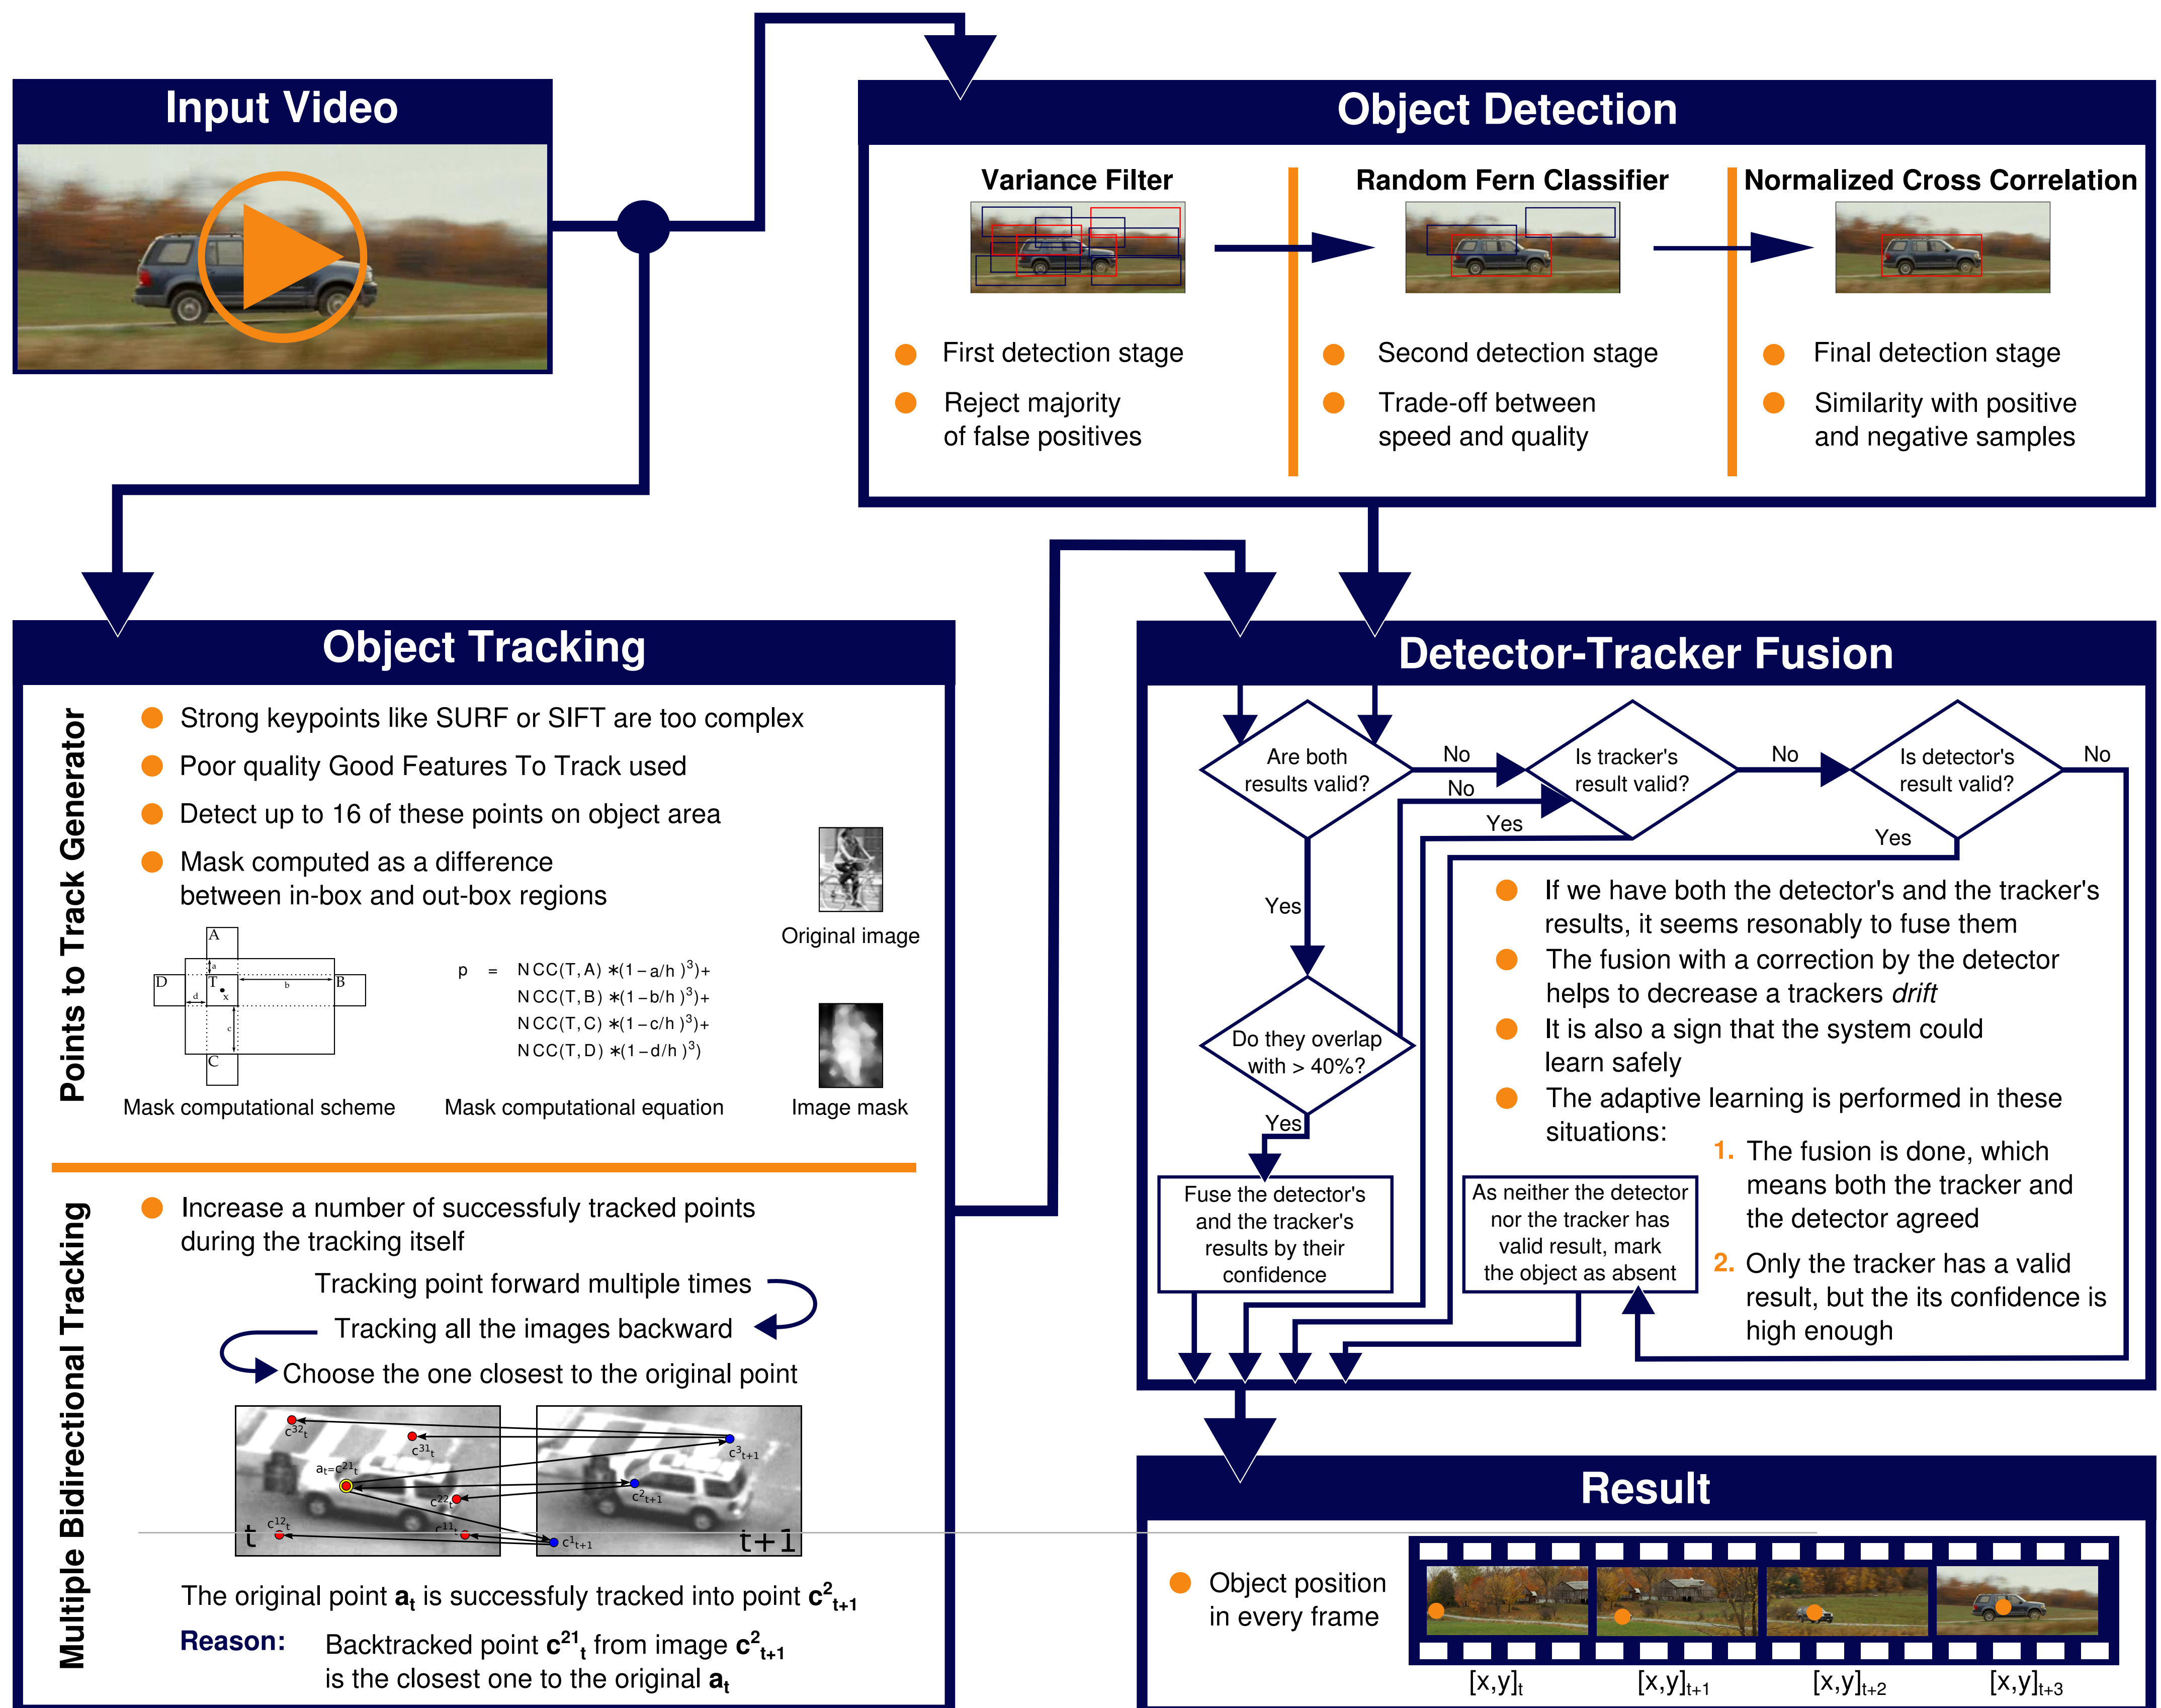 Input Video
Object Detection
Variance Filter
First detection stage
Reject majority
of false positives
Random Fern Classifier
Second detection stage
Trade-off between
speed and quality
Normalized Cross Correlation
Final detection stage
Similarity with positive
and negative samples
Object Tracking
Points to Track Generator
Strong keypoints like SURF or SIFT are too complex
Poor quality Good Features To Track used
Detect up to 16 of these points on object area
Mask computed as a difference
between in-box and out-box regions
A
a
D
T
B
d
x
b
c
C
Mask computational scheme
p = NCC(T,A) *(1-a/h)³)+
NCC(T,B) *(1-b/h)³)+
NCC(T,C) *(1-c/h)³)+
NCC(T,D) *(1-d/h)³)
Mask computational equation
Original image
Image mask
Multiple Bidirectional Tracking
Increase a number of successfuly tracked points
during the tracking itself
Tracking point forward multiple times
Tracking all the images backward
Choose the one closest to the original point
c³²t
c³¹t
at=c²¹t
c²²t
c¹²t
c¹¹t
t
c³t+1
c²t+1
c¹t+1
t+1
The original point at is successfuly tracked into point c²t+1
Reason: Backtracked point c²¹t from image c²t+1
is the closest one to the original at
Detector-Tracker Fusion
Are both
results valid?
No
Is tracker's
result valid?
No
Is detector's
result valid?
No
No
Yes
Yes
Yes
Do they overlap
with > 40%?
Yes
Fuse the detector's
and the tracker's
results by their
confidence
As neither the detector
nor the tracker has
valid result, mark
the object as absent
If we have both the detector's and the tracker's
results, it seems resonably to fuse them
The fusion with a correction by the detector
helps to decrease a trackers drift
It is also a sign that the system could
learn safely
The adaptive learning is performed in these
situations:
1. The fusion is done, which
means both the tracker and
the detector agreed
2. Only the tracker has a valid
result, but the its confidence is
high enough
Result
Object position
in every frame
[x,y]t
[x,y]t+1
[x,y]t+2
[x,y]t+3